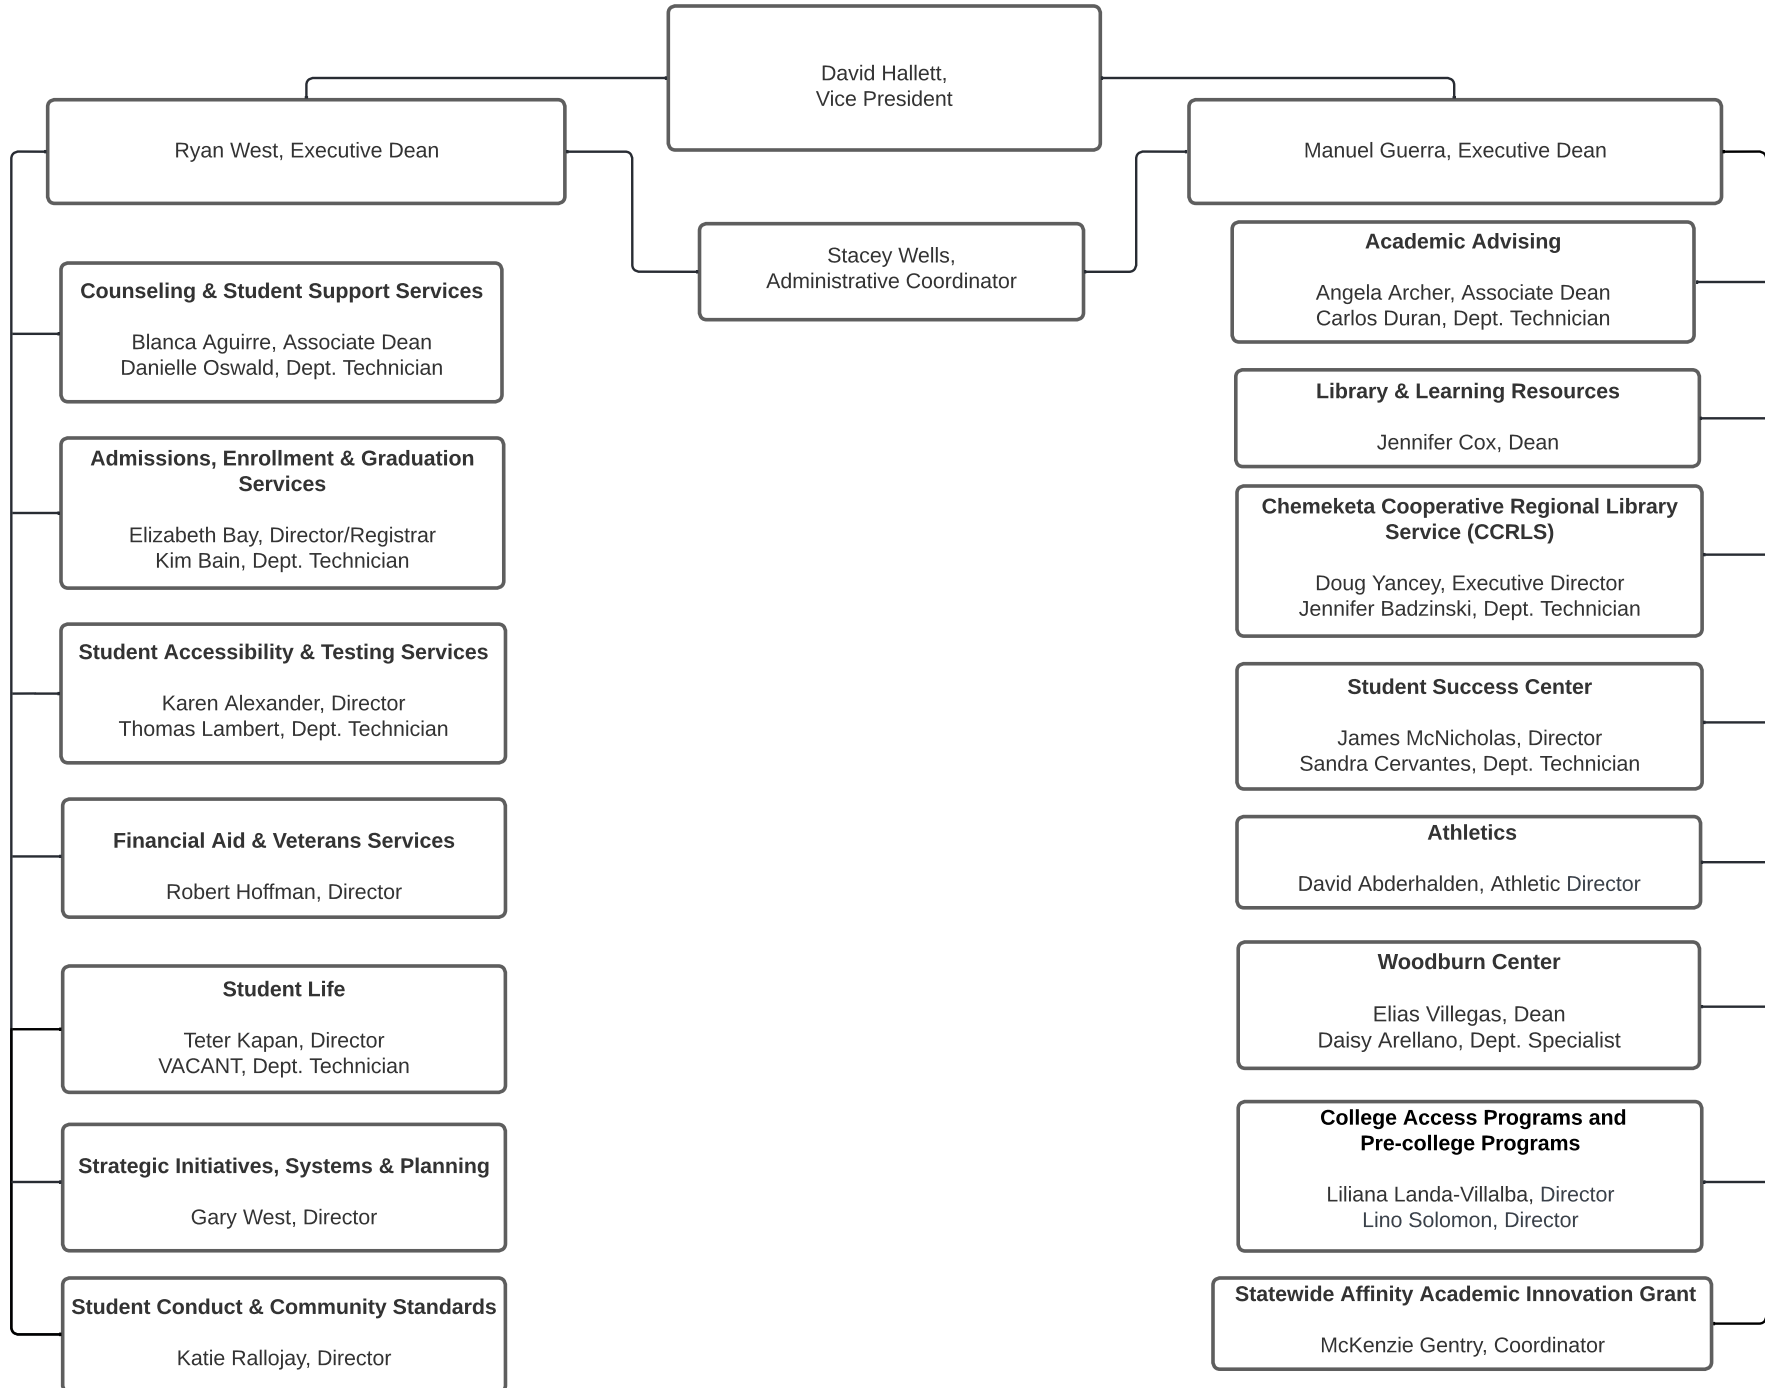 David Hallett,
Vice President
Ryan West, Executive Dean
Manuel Guerra, Executive Dean
Stacey Wells,
Administrative Coordinator
Counseling & Student Support Services
Blanca Aguirre, Associate Dean
Danielle Oswald, Dept. Technician
Admissions, Enrollment & Graduation
Services
Elizabeth Bay, Director/Registrar
Kim Bain, Dept. Technician
Student Accessibility & Testing Services
Karen Alexander, Director
Thomas Lambert, Dept. Technician
Financial Aid & Veterans Services
Robert Hoffman, Director
Student Life
Teter Kapan, Director
VACANT, Dept. Technician
Strategic Initiatives, Systems & Planning
Gary West, Director
Student Conduct & Community Standards
Katie Rallojay, Director
Academic Advising
Angela Archer, Associate Dean
Carlos Duran, Dept. Technician
Library & Learning Resources
Jennifer Cox, Dean
Chemeketa Cooperative Regional Library
Service (CCRLS)
Doug Yancey, Executive Director
Jennifer Badzinski, Dept. Technician
Student Success Center
James McNicholas, Director
Sandra Cervantes, Dept. Technician
Athletics
David Abderhalden, Athletic Director
Woodburn Center
Elias Villegas, Dean
Daisy Arellano, Dept. Specialist
College Access Programs and
Pre-college Programs
Liliana Landa-Villalba, Director
Lino Solomon, Director
Statewide Affinity Academic Innovation Grant
McKenzie Gentry, Coordinator